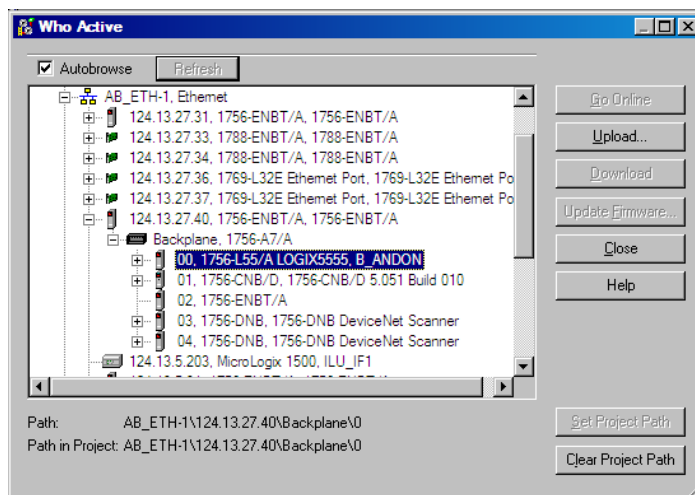 Who Active
Autobrowse
Refresh
AB_ETH-1, Ethernet
124.13.27.31, 1756-ENBT/A, 1756-ENBT/A
124.13.27.33, 1788-ENBT/A, 1788-ENBT/A
124.13.27.34, 1788-ENBT/A, 1788-ENBT/A
124.13.27.36, 1769-L32E Ethernet Port, 1769-L32E Ethernet Po
124.13.27.37, 1769-L32E Ethernet Port, 1769-L32E Ethernet Po
124.13.27.40, 1756-ENBT/A, 1756-ENBT/A
Backplane, 1756-A7/A
00, 1756-L55/A LOGIX5555, B_ANDON
01, 1756-CNB/D, 1756-CNB/D 5.051 Build 010
02, 1756-ENBT/A
03, 1756-DNB, 1756-DNB DeviceNet Scanner
04, 1756-DNB, 1756-DNB DeviceNet Scanner
124.13.5.203, MicroLogix 1500, ILU_IF1
Go Online
Upload...
Download
Update Firmware...
Close
Help
Path: AB_ETH-1\124.13.27.40\Backplane\0
Path in Project: AB_ETH-1\124.13.27.40\Backplane\0
Set Project Path
Clear Project Path